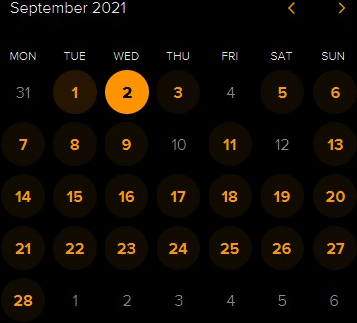 September 2021
MON TUE WED THU FRI SAT SUN
31 1 2 3 4 5 6
7 8 9 10 11 12 13
14 15 16 17 18 19 20
21 22 23 24 25 26 27
28 1 2 3 4 5 6